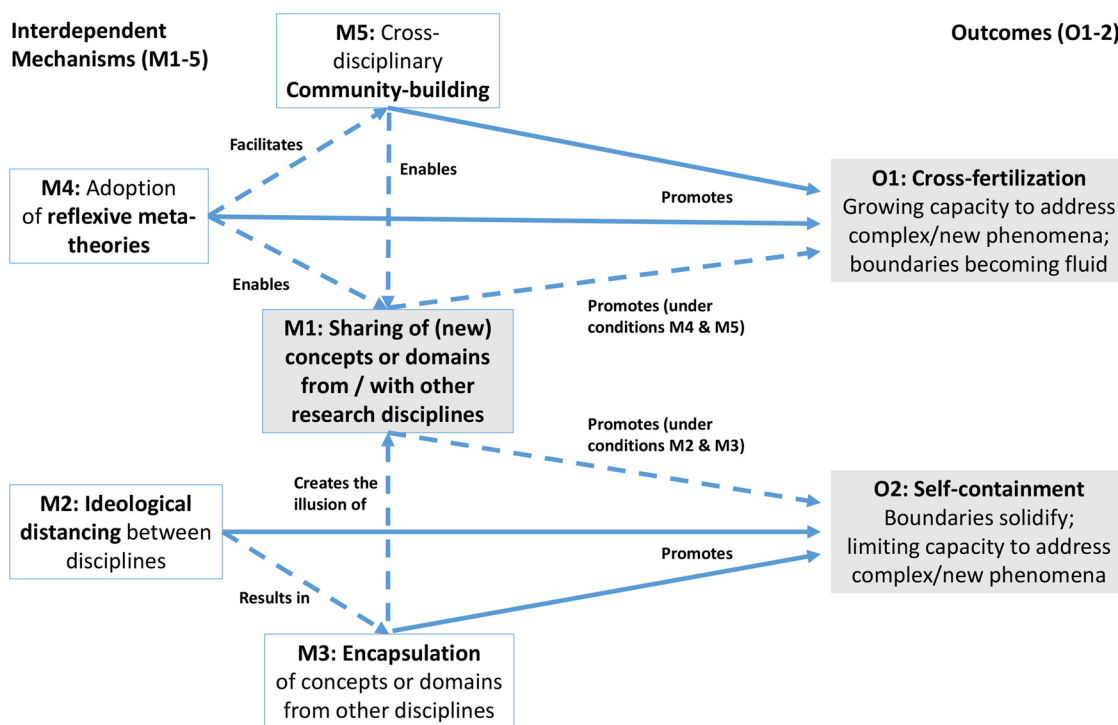 Interdependent
Mechanisms (M1-5)
M5: Cross-
disciplinary
Community-building
Outcomes (O1-2)
Facilitates
Enables
M4: Adoption
of reflexive meta-
theories
Promotes
O1: Cross-fertilization
Growing capacity to address
complex/new phenomena;
boundaries becoming fluid
Enables
Promotes (under
conditions M4 & M5)
M1: Sharing of (new)
concepts or domains
from / with other
research disciplines
Promotes (under
conditions M2 & M3)
Creates the
illusion of
M2: Ideological
distancing between
disciplines
O2: Self-containment
Boundaries solidify;
limiting capacity to address
complex/new phenomena
Promotes
Results in
M3: Encapsulation
of concepts or domains
from other disciplines